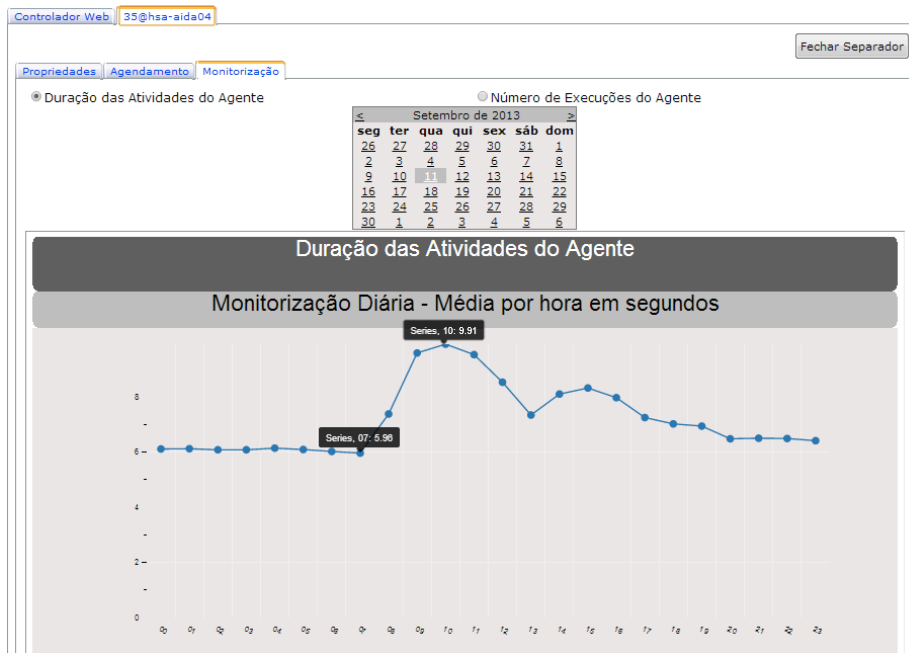 Controlador Web 35@hsa-aida04
Fechar Separador
Propriedades Agendamento Monitorização
Duração das Atividades do Agente Número de Execuções do Agente
< Setembro de 2013 >
seg ter qua qui sex sáb dom
26 27 28 29 30 31 1
2 3 4 5 6 7 8
9 10 11 12 13 14 15
16 17 18 19 20 21 22
23 24 25 26 27 28 29
30 1 2 3 4 5 6
Duração das Atividades do Agente
Monitorização Diária - Média por hora em segundos
Series, 10: 9.91
8
Series, 07: 5.96
6
4
2
0
00 01 02 03 04 05 06 07 08 09 10 11 12 13 14 15 16 17 18 19 20 21 22 23